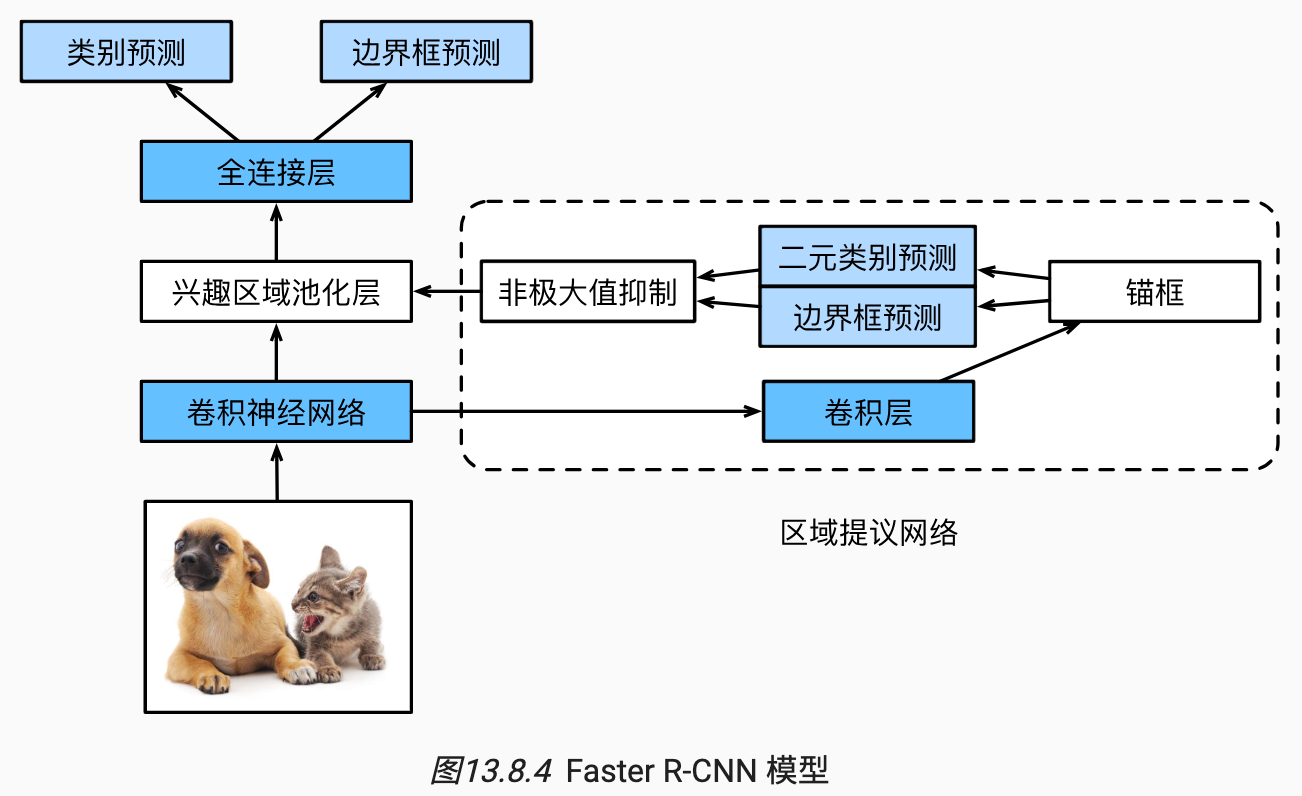 类别预测
边界框预测
全连接层
兴趣区域池化层
非极大值抑制
二元类别预测
边界框预测
锚框
卷积神经网络
卷积层
区域提议网络
图13.8.4 Faster R-CNN 模型